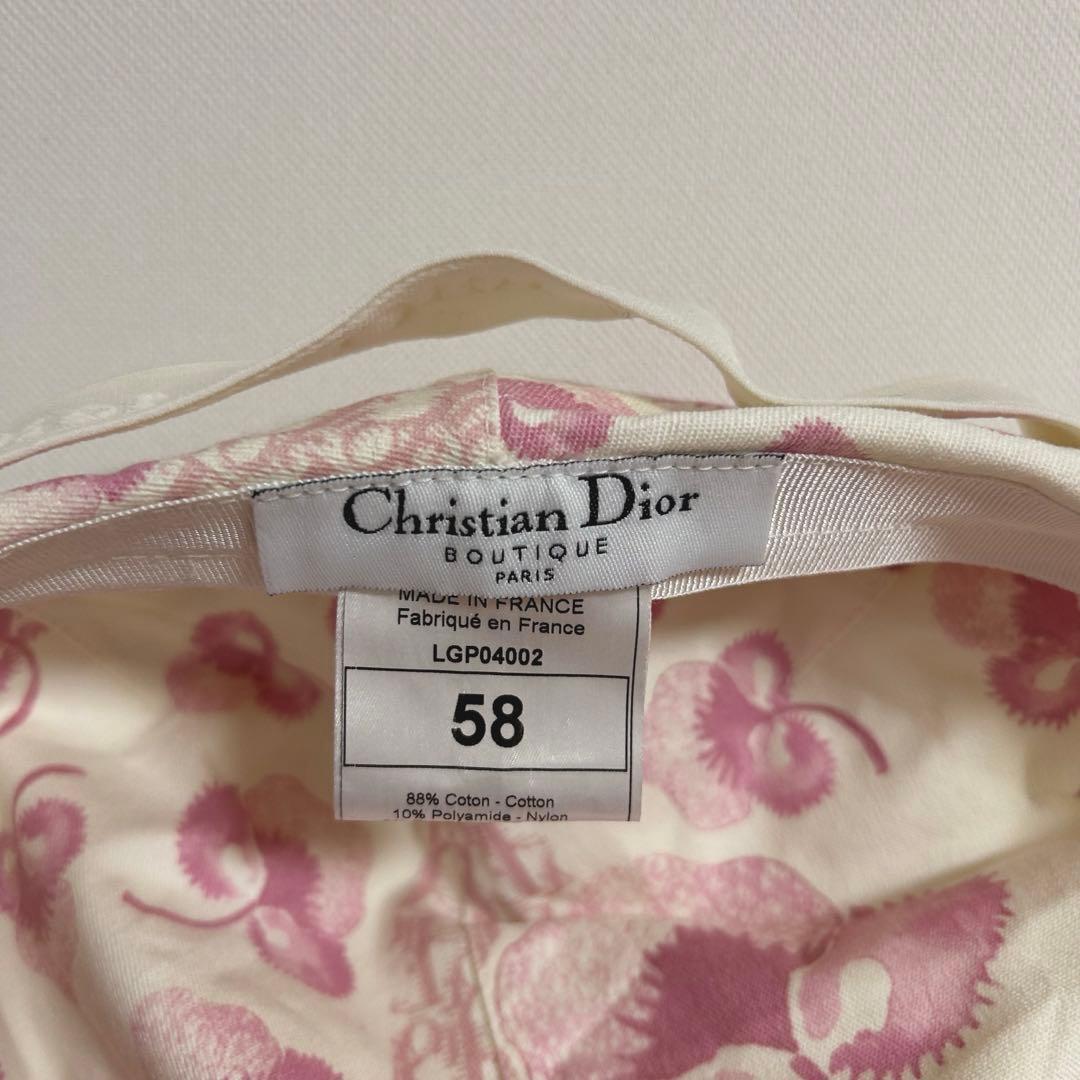 Christian Dior
BOUTIQUE
PARIS
MADE IN FRANCE
Fabriqué en France
LGP04002
58
88% Coton - Cotton
10% Polyamide - Nylon